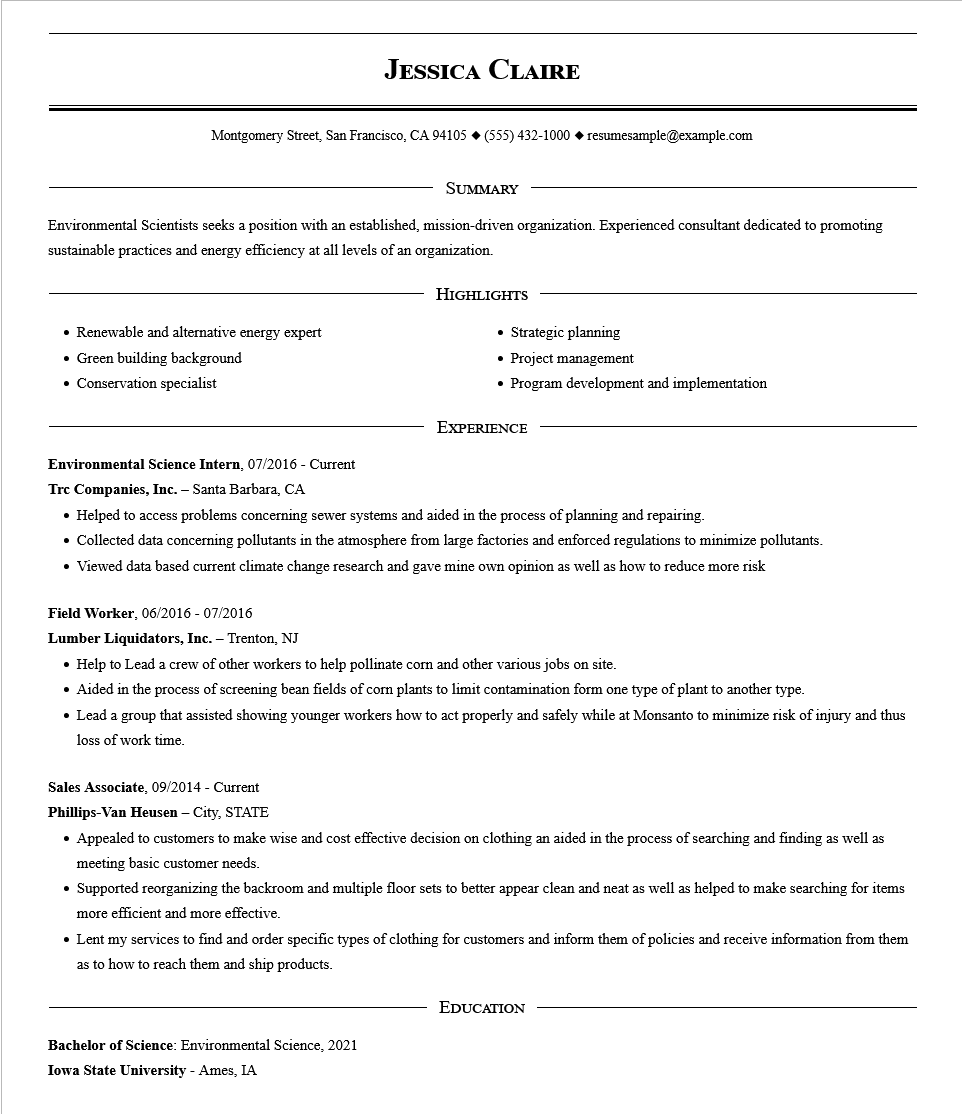 Jessica Claire
Montgomery Street, San Francisco, CA 94105 ◆ (555) 432-1000 ◆ resumesample@example.com
Summary
Environmental Scientists seeks a position with an established, mission-driven organization. Experienced consultant dedicated to promoting
sustainable practices and energy efficiency at all levels of an organization.
Highlights
• Renewable and alternative energy expert
• Green building background
• Conservation specialist
• Strategic planning
• Project management
• Program development and implementation
Experience
Environmental Science Intern, 07/2016 - Current
Trc Companies, Inc. – Santa Barbara, CA
• Helped to access problems concerning sewer systems and aided in the process of planning and repairing.
• Collected data concerning pollutants in the atmosphere from large factories and enforced regulations to minimize pollutants.
• Viewed data based current climate change research and gave mine own opinion as well as how to reduce more risk
Field Worker, 06/2016 - 07/2016
Lumber Liquidators, Inc. – Trenton, NJ
• Help to Lead a crew of other workers to help pollinate corn and other various jobs on site.
• Aided in the process of screening bean fields of corn plants to limit contamination form one type of plant to another type.
• Lead a group that assisted showing younger workers how to act properly and safely while at Monsanto to minimize risk of injury and thus
loss of work time.
Sales Associate, 09/2014 - Current
Phillips-Van Heusen – City, STATE
• Appealed to customers to make wise and cost effective decision on clothing an aided in the process of searching and finding as well as
meeting basic customer needs.
• Supported reorganizing the backroom and multiple floor sets to better appear clean and neat as well as helped to make searching for items
more efficient and more effective.
• Lent my services to find and order specific types of clothing for customers and inform them of policies and receive information from them
as to how to reach them and ship products.
Education
Bachelor of Science: Environmental Science, 2021
Iowa State University - Ames, IA